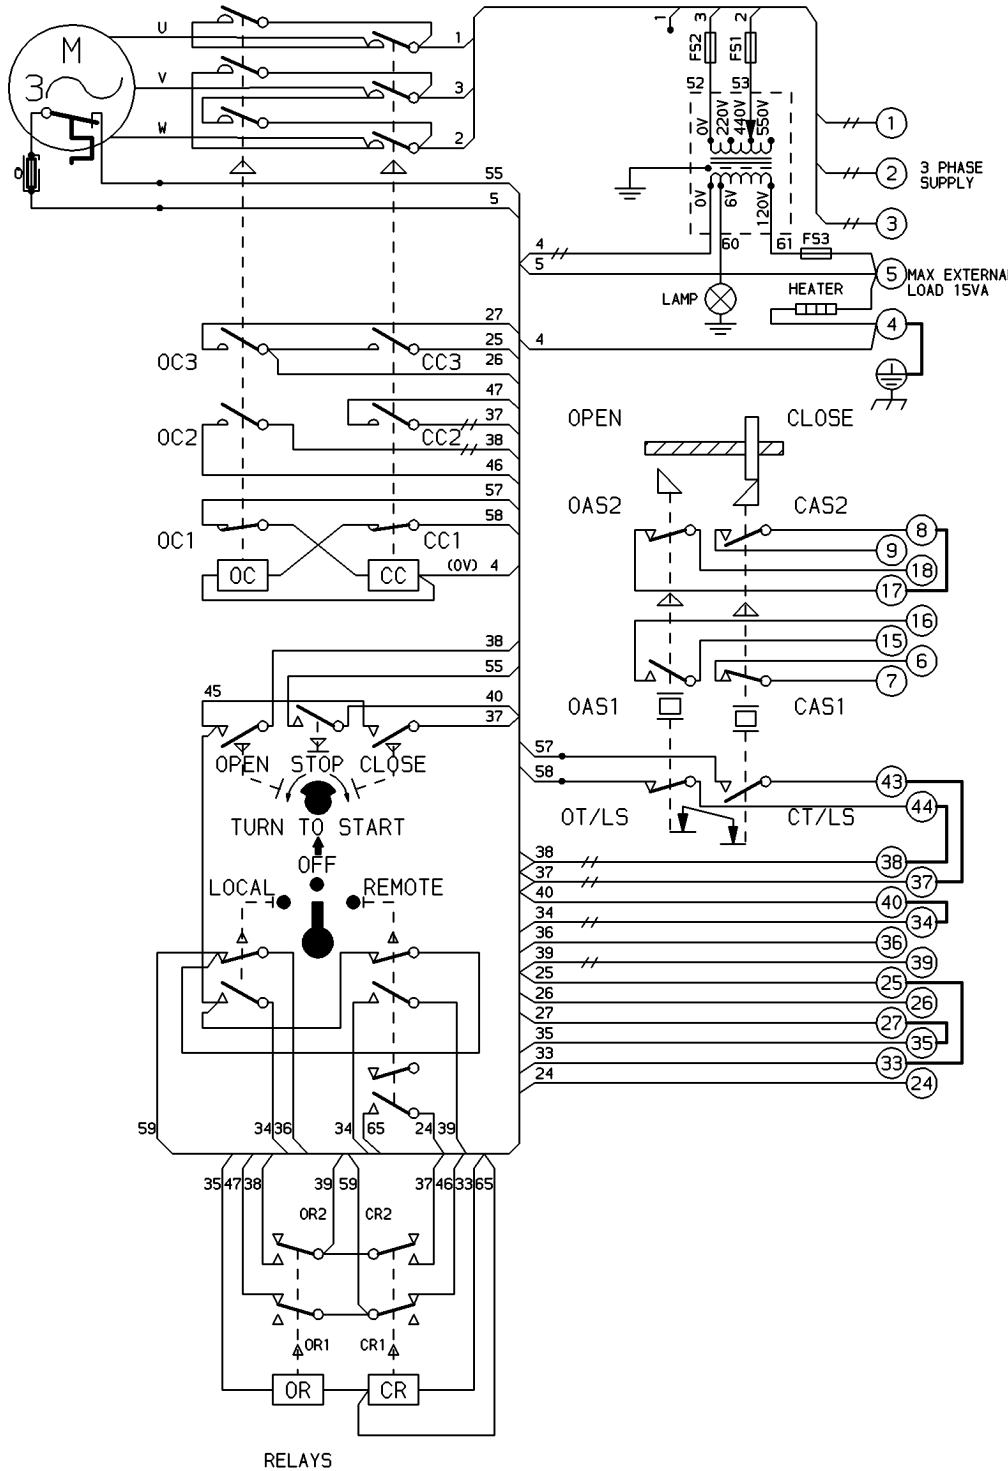 U
V
W
M
3
θ
1
3
2
55
5
1
3
2
FS2
FS1
52
53
0V
220V
440V
550V
0V
6V
120V
60
61
FS3
1
2
3
3 PHASE
SUPPLY
4
5
5
MAX EXTERNAL
LOAD 15VA
LAMP
HEATER
4
4
OC3
CC3
27
25
26
OC2
CC2
47
37
38
46
OC1
CC1
57
58
OC
CC
(0V) 4
OPEN
CLOSE
OAS2
CAS2
8
9
18
17
16
15
6
7
OAS1
CAS1
57
58
43
44
OT/LS
CT/LS
38
55
45
40
37
OPEN
STOP
CLOSE
TURN TO START
OFF
LOCAL
REMOTE
38 38
37 37
40 40
34 34
36 36
39 39
25 25
26 26
27 27
35 35
33 33
24 24
59
34
36
34
65
24
39
35
47
38
39
59
37
46
33
65
OR2
CR2
OR1
CR1
OR
CR
RELAYS